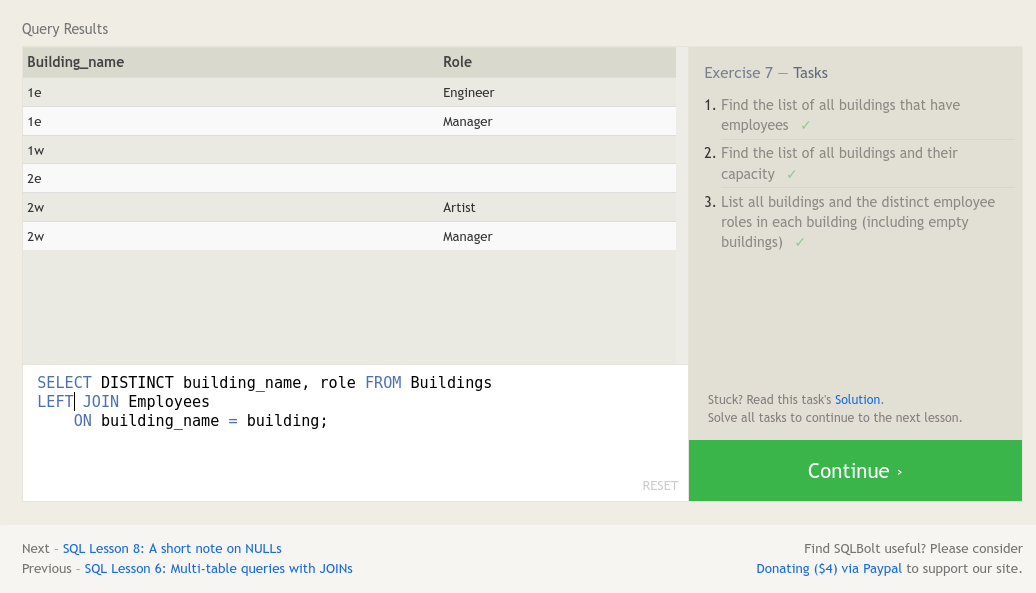 Query Results
Building_name Role
1e Engineer
1e Manager
1w
2e
2w Artist
2w Manager
SELECT DISTINCT building_name, role FROM Buildings
LEFT JOIN Employees
    ON building_name = building;
RESET
Exercise 7 — Tasks
1. Find the list of all buildings that have
employees ✓
2. Find the list of all buildings and their
capacity ✓
3. List all buildings and the distinct employee
roles in each building (including empty
buildings) ✓
Stuck? Read this task's Solution.
Solve all tasks to continue to the next lesson.
Continue ›
Next – SQL Lesson 8: A short note on NULLs
Previous – SQL Lesson 6: Multi-table queries with JOINs
Find SQLBolt useful? Please consider
Donating ($4) via Paypal to support our site.